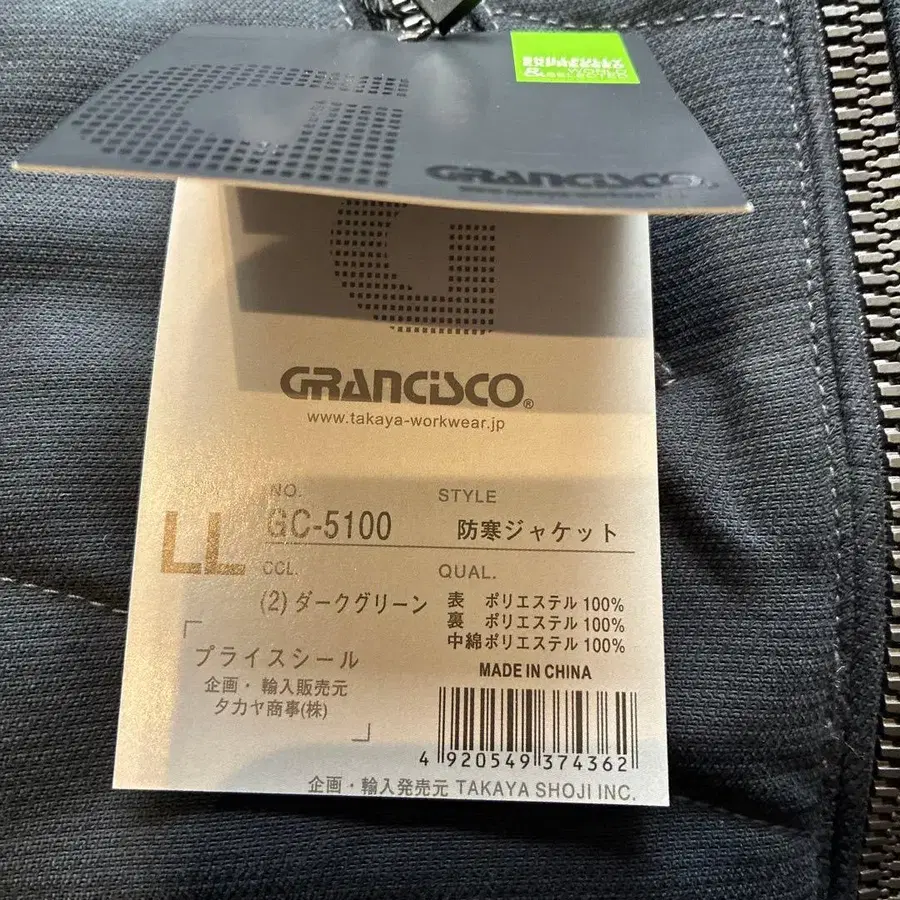 WORLD
SELECTED
GRANCISCO
GRANCISCO®
www.takaya-workwear.jp
NO.
STYLE
LL
GC-5100
防寒ジャケット
COL.
QUAL.
(2) ダークグリーン
表 ポリエステル 100%
裏 ポリエステル 100%
中綿ポリエステル 100%
MADE IN CHINA
プライスシール
企画・輸入販売元
タカヤ商事(株)
4 920549 374362
企画・輸入発売元 TAKAYA SHOJI INC.